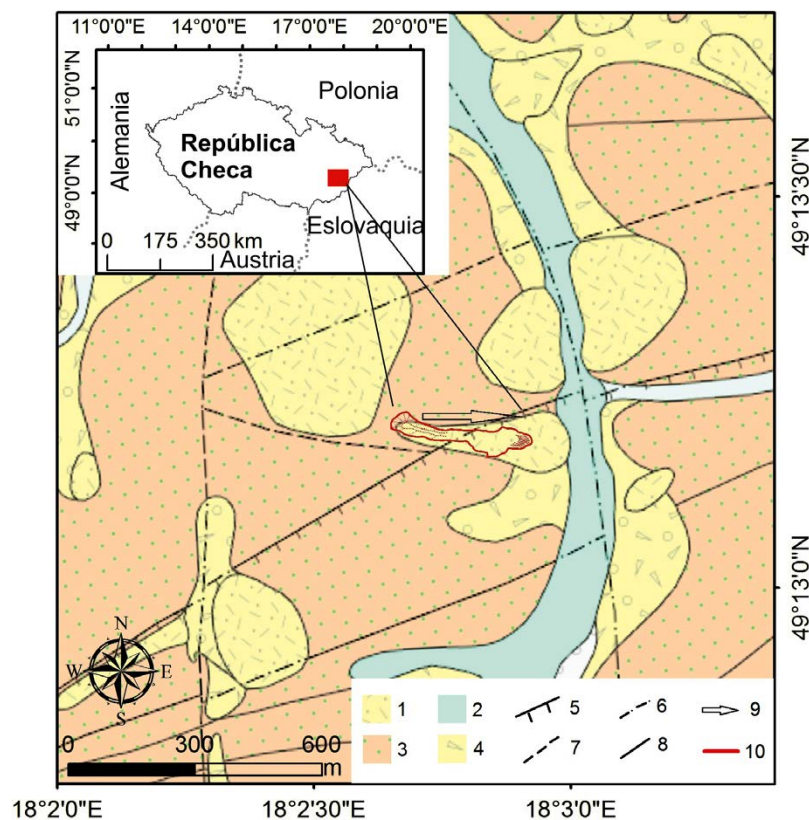 11°0'0"E 14°0'0"E 17°0'0"E 20°0'0"E
51°0'0"N
49°0'0"N
Alemania
Polonia
República
Checa
Eslovaquia
Austria
0 175 350 km
49°13'30"N
49°13'0"N
N
W E
S
0 300 600
m
1 2 5 6 9
3 4 7 8 10
18°2'0"E 18°2'30"E 18°3'0"E